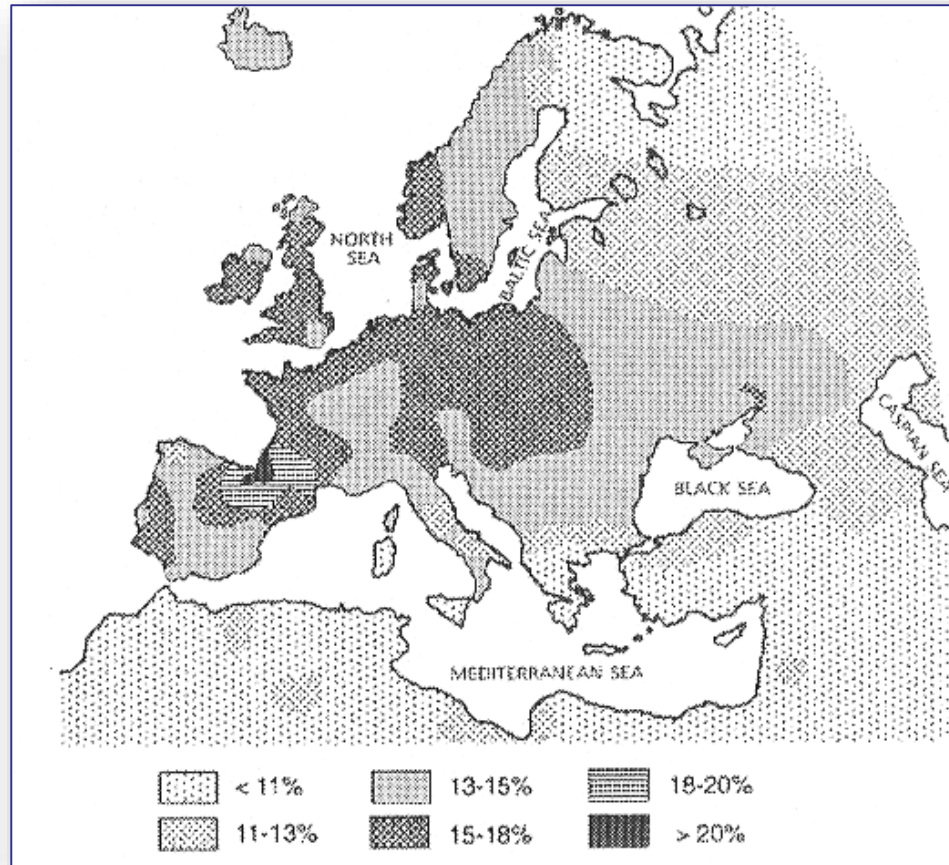 NORTH
SEA
BALTIC SEA
CASPIAN SEA
BLACK SEA
MEDITERRANEAN SEA
< 11%
13-15%
18-20%
11-13%
15-18%
> 20%